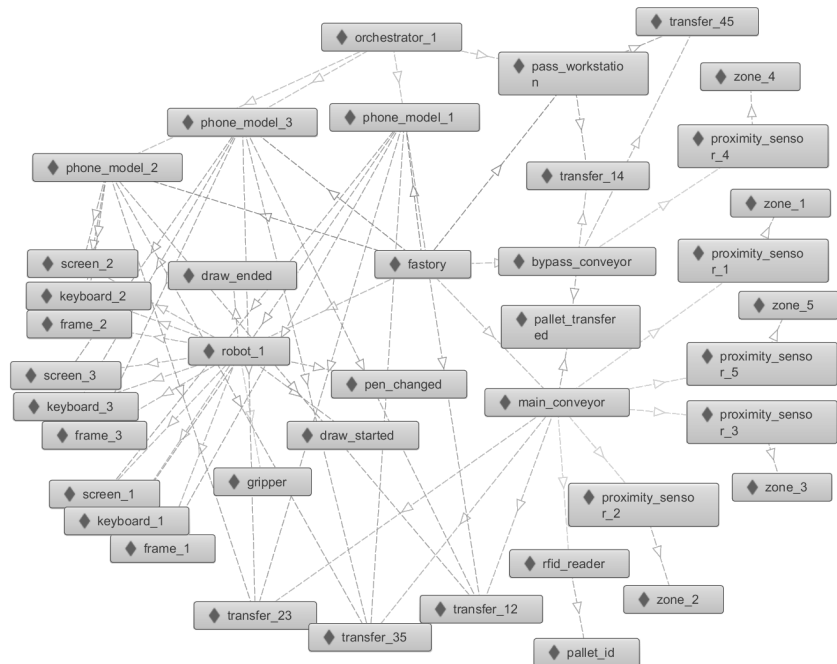 transfer_45
orchestrator_1
pass_workstatio
n
zone_4
phone_model_3
phone_model_1
proximity_senso
r_4
phone_model_2
transfer_14
zone_1
proximity_senso
r_1
screen_2
draw_ended
fastory
bypass_conveyor
keyboard_2
zone_5
frame_2
pallet_transfer
ed
robot_1
proximity_senso
r_5
screen_3
pen_changed
keyboard_3
main_conveyor
proximity_senso
r_3
frame_3
draw_started
screen_1
gripper
zone_3
keyboard_1
proximity_senso
r_2
frame_1
rfid_reader
zone_2
transfer_23
transfer_12
transfer_35
pallet_id